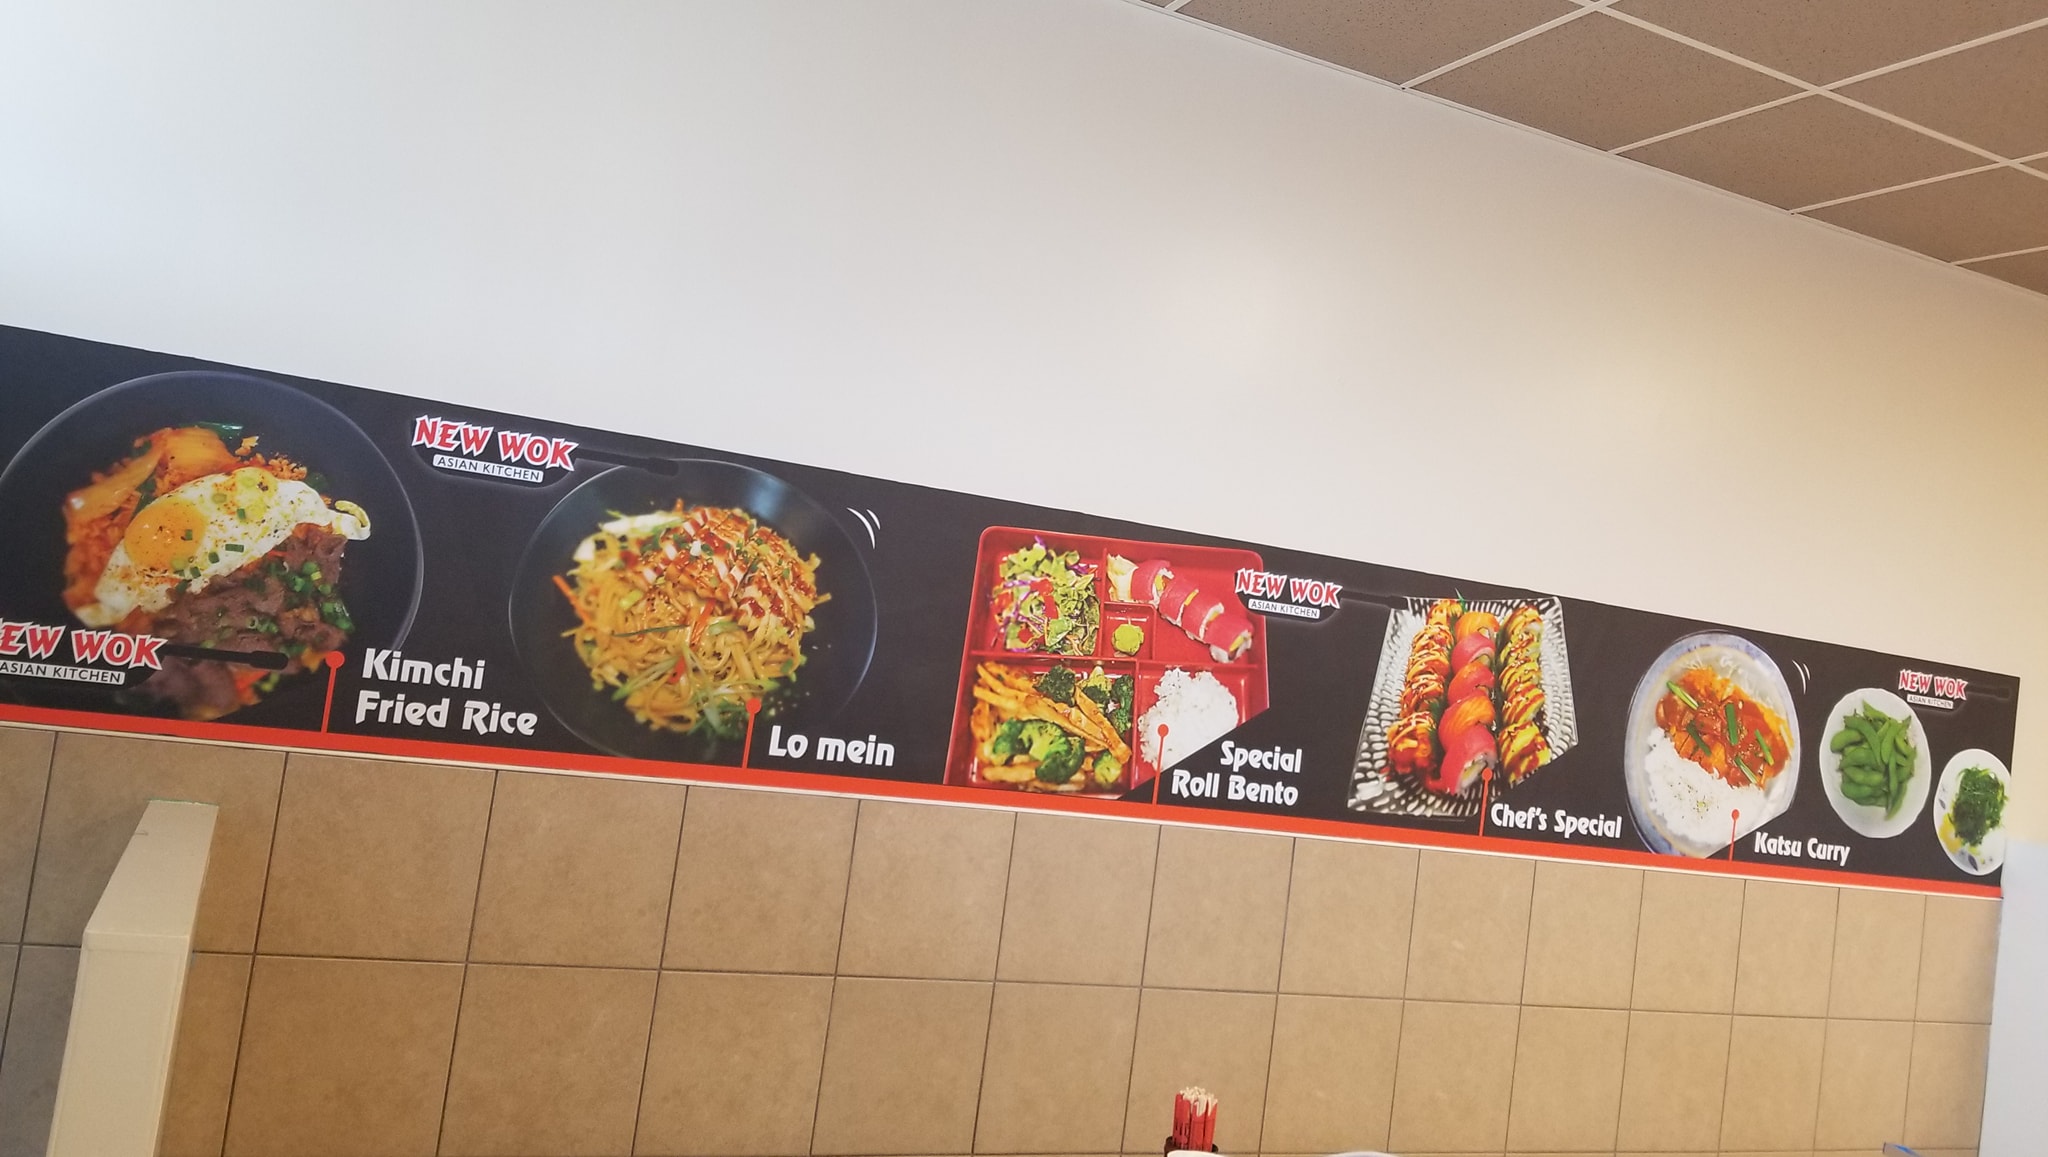 NEW WOK
ASIAN KITCHEN
Kimchi
Fried Rice
NEW WOK
ASIAN KITCHEN
Lo mein
Special
Roll Bento
NEW WOK
ASIAN KITCHEN
Chef's Special
Katsu Curry
NEW WOK
ASIAN KITCHEN